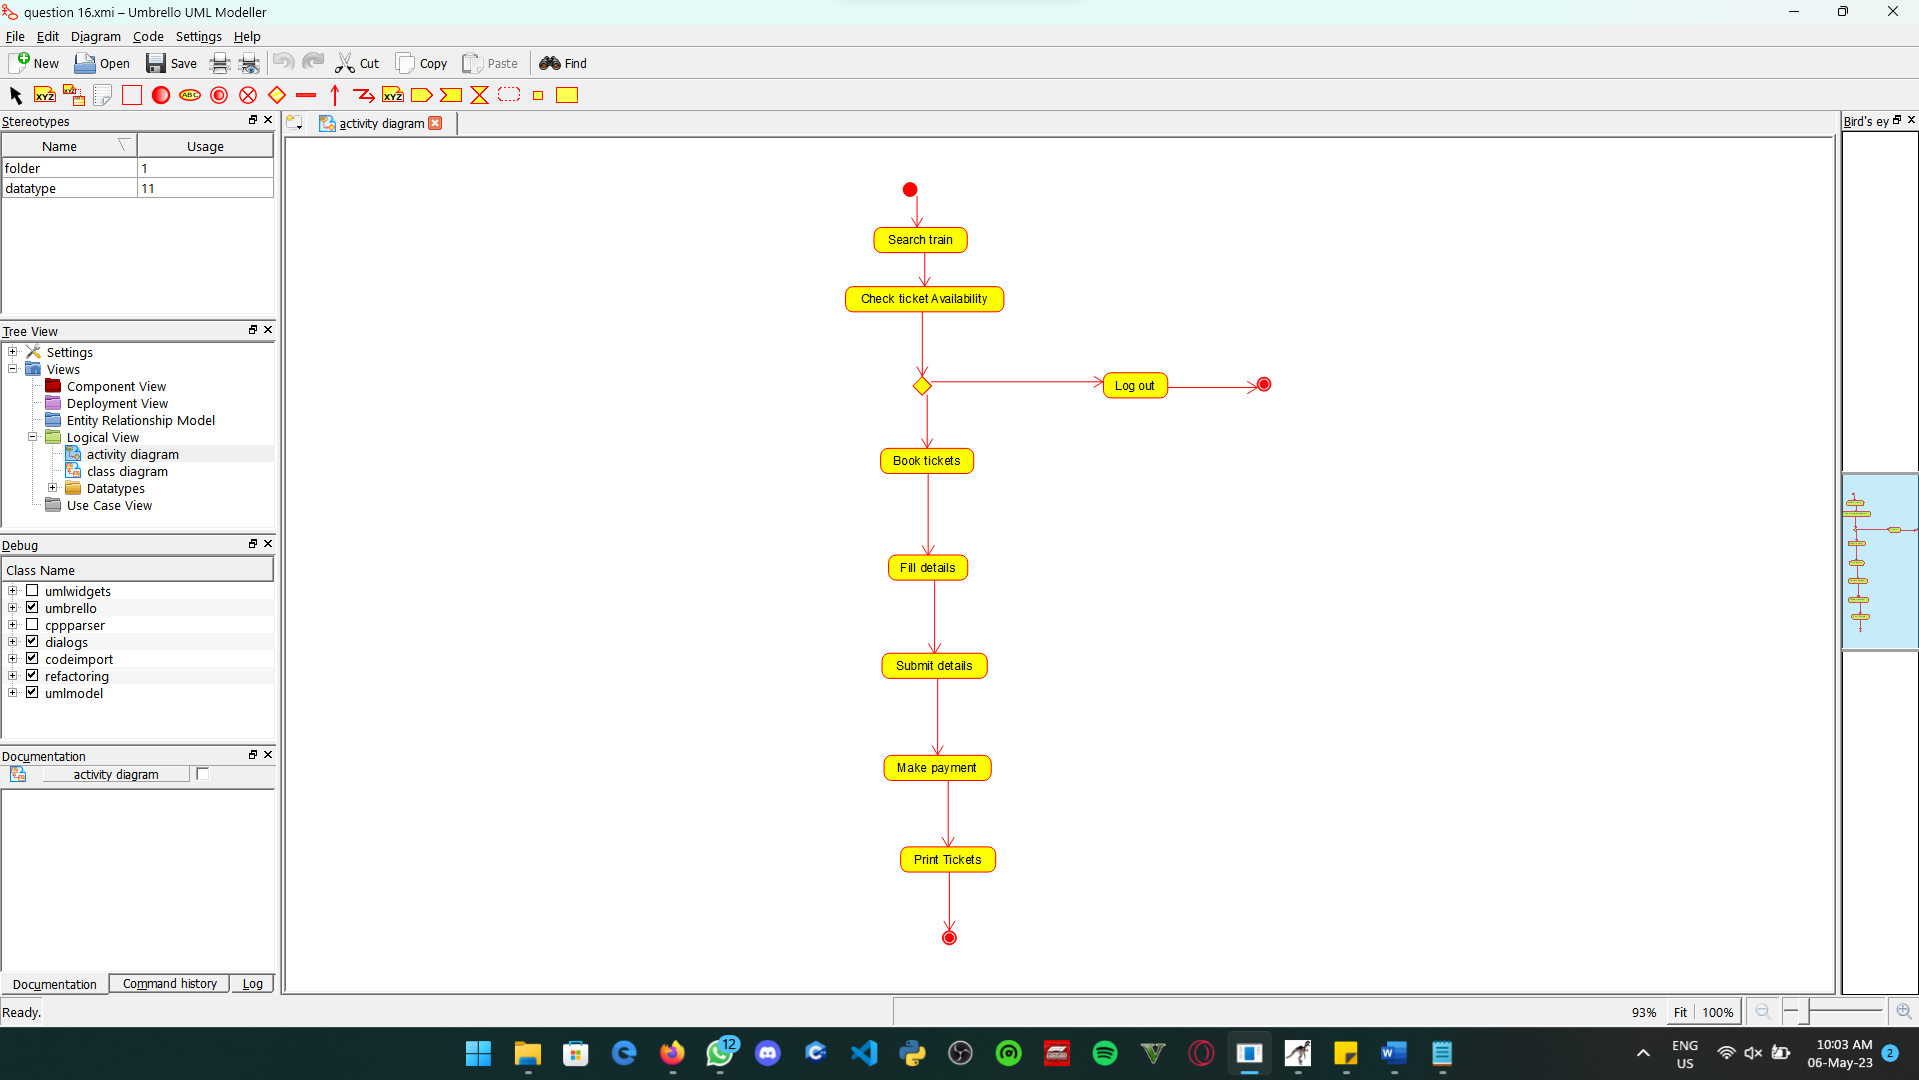 question 16.xmi – Umbrello UML Modeller
File Edit Diagram Code Settings Help
New Open Save Cut Copy Paste Find
XYZ XYZ ABC XYZ
Stereotypes
Name Usage
folder 1
datatype 11
Tree View
Settings
Views
Component View
Deployment View
Entity Relationship Model
Logical View
activity diagram
class diagram
Datatypes
Use Case View
Debug
Class Name
umlwidgets
umbrello
cppparser
dialogs
codeimport
refactoring
umlmodel
Documentation
activity diagram
Documentation Command history Log
activity diagram
Search train
Check ticket Availability
Log out
Book tickets
Fill details
Submit details
Make payment
Print Tickets
Bird's ey
Ready.
93% Fit 100%
12
ENG
US
10:03 AM
06-May-23
2